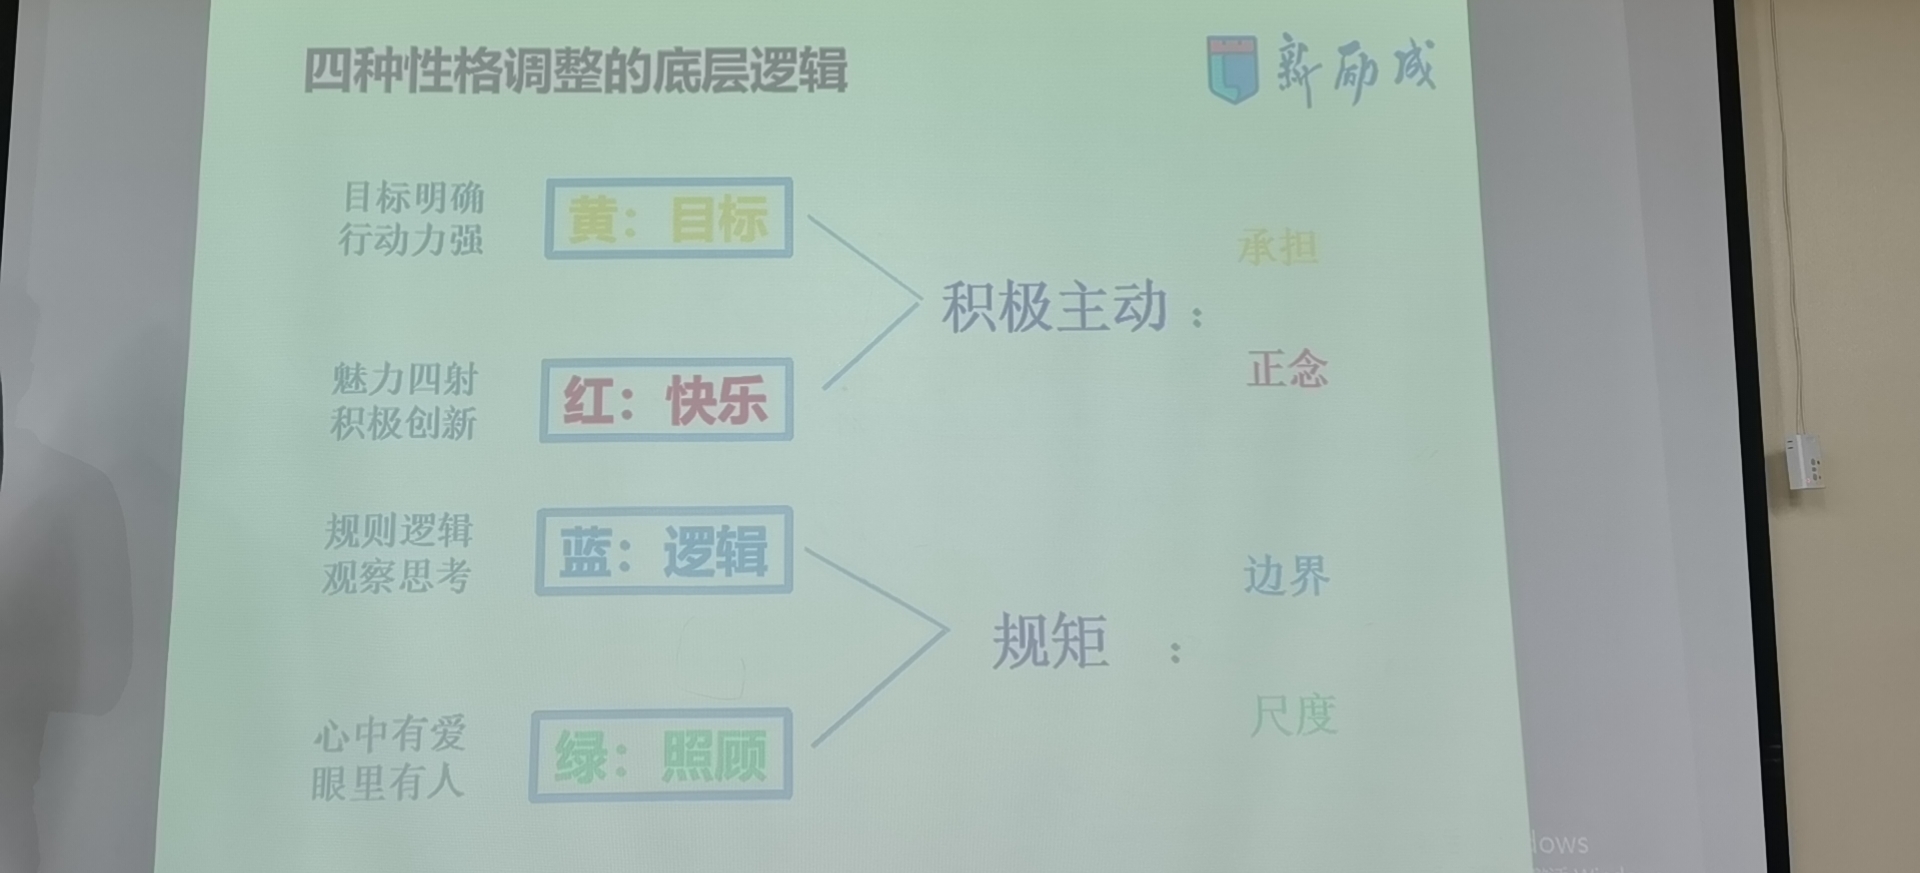 四种性格调整的底层逻辑
新励成
目标明确
行动力强
黄：目标
承担
积极主动：
正念
魅力四射
积极创新
红：快乐
规则逻辑
观察思考
蓝：逻辑
边界
规矩：
尺度
心中有爱
眼里有人
绿：照顾
dows